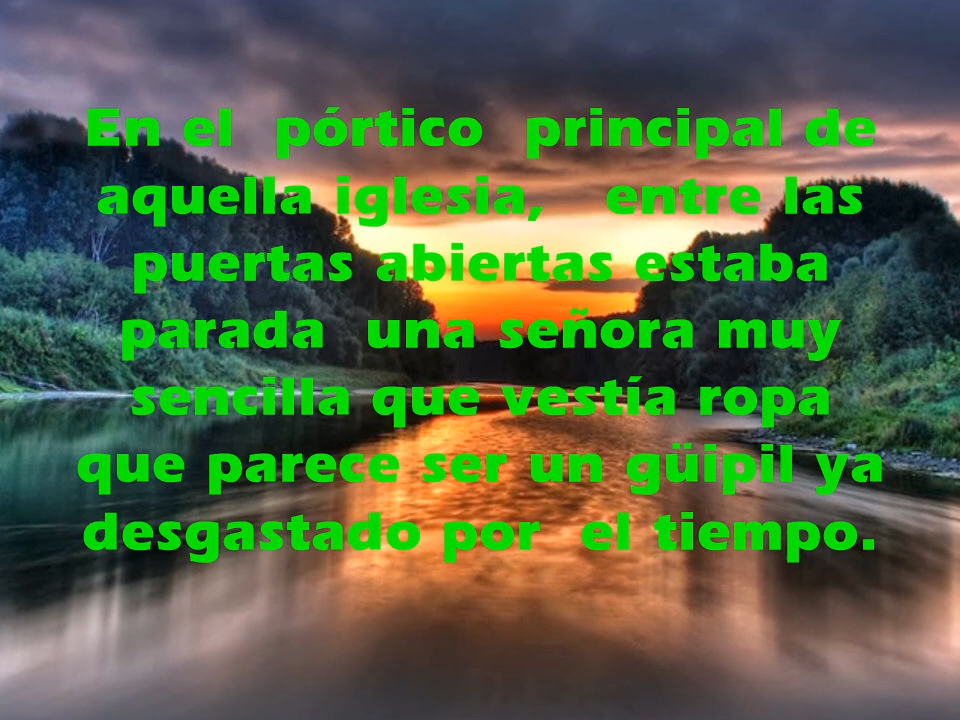 En el pórtico principal de
aquella iglesia, entre las
puertas abiertas estaba
parada una señora muy
sencilla que vestía ropa
que parece ser un güipil ya
desgastado por el tiempo.